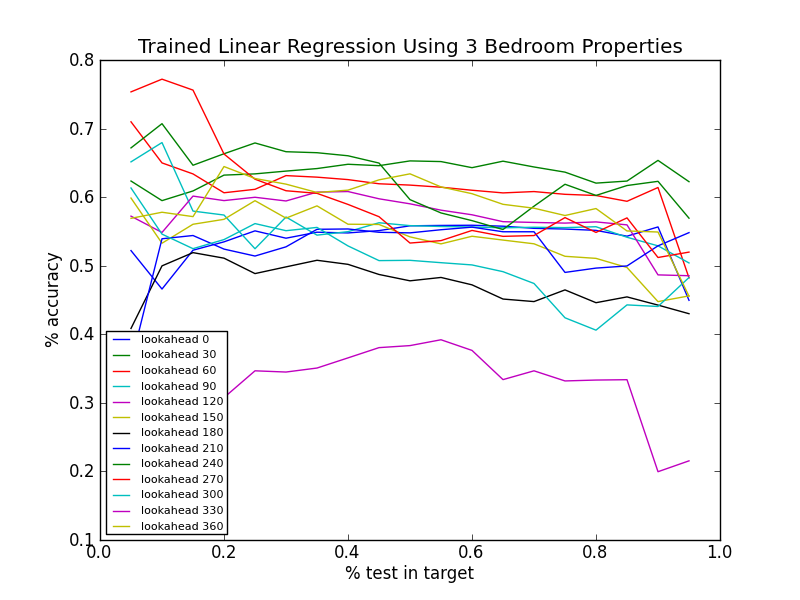 Trained Linear Regression Using 3 Bedroom Properties
0.8
0.7
0.6
0.5
0.4
0.3
0.2
0.1
% accuracy
lookahead 0
lookahead 30
lookahead 60
lookahead 90
lookahead 120
lookahead 150
lookahead 180
lookahead 210
lookahead 240
lookahead 270
lookahead 300
lookahead 330
lookahead 360
0.0 0.2 0.4 0.6 0.8 1.0
% test in target